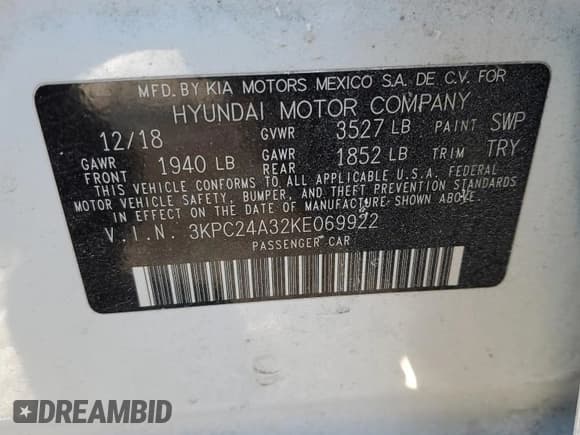 MFD. BY KIA MOTORS MEXICO S.A. DE C.V. FOR
HYUNDAI MOTOR COMPANY
12/18 GVWR 3527 LB PAINT SWP
GAWR FRONT 1940 LB GAWR REAR 1852 LB TRIM TRY
THIS VEHICLE CONFORMS TO ALL APPLICABLE U.S.A. FEDERAL
MOTOR VEHICLE SAFETY, BUMPER, AND THEFT PREVENTION STANDARDS
IN EFFECT ON THE DATE OF MANUFACTURE SHOWN ABOVE.
V.I.N. 3KPC24A32KE069922
PASSENGER CAR
DREAMBID